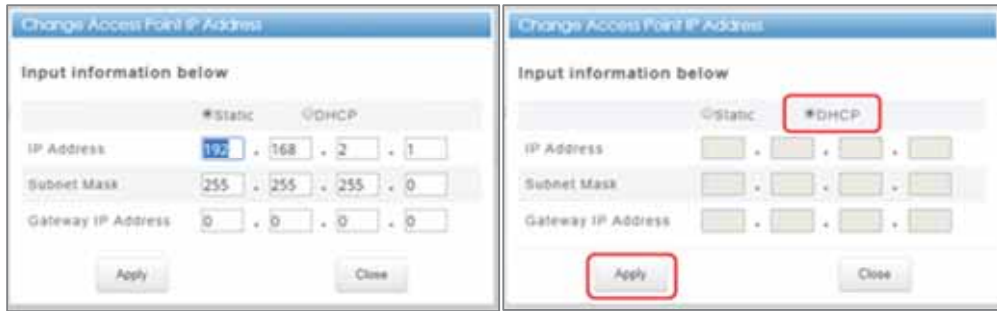 Change Access Point IP Address
Input information below
Static DHCP
IP Address 192 . 168 . 2 . 1
Subnet Mask 255 . 255 . 255 . 0
Gateway IP Address 0 . 0 . 0 . 0
Apply Close
Change Access Point IP Address
Input information below
Static DHCP
IP Address . . .
Subnet Mask . . .
Gateway IP Address . . .
Apply Close